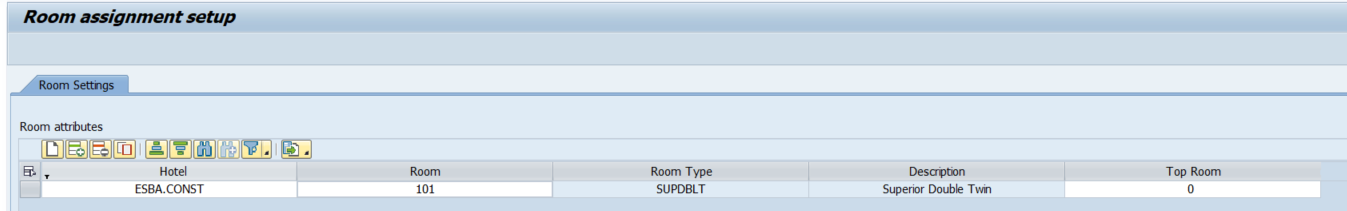 Room assignment setup
Room Settings
Room attributes
Hotel Room Room Type Description Top Room
ESBA.CONST 101 SUPDBLT Superior Double Twin 0